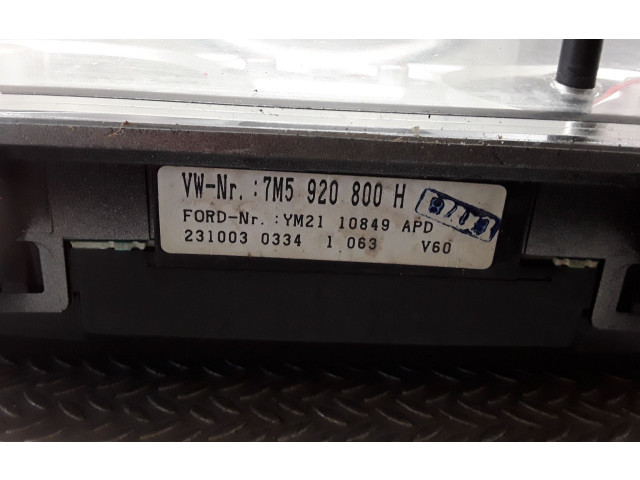 VW-Nr.:7M5 920 800 H
FORD-Nr.:YM21 10849 APD
231003 0334 1 063 V60